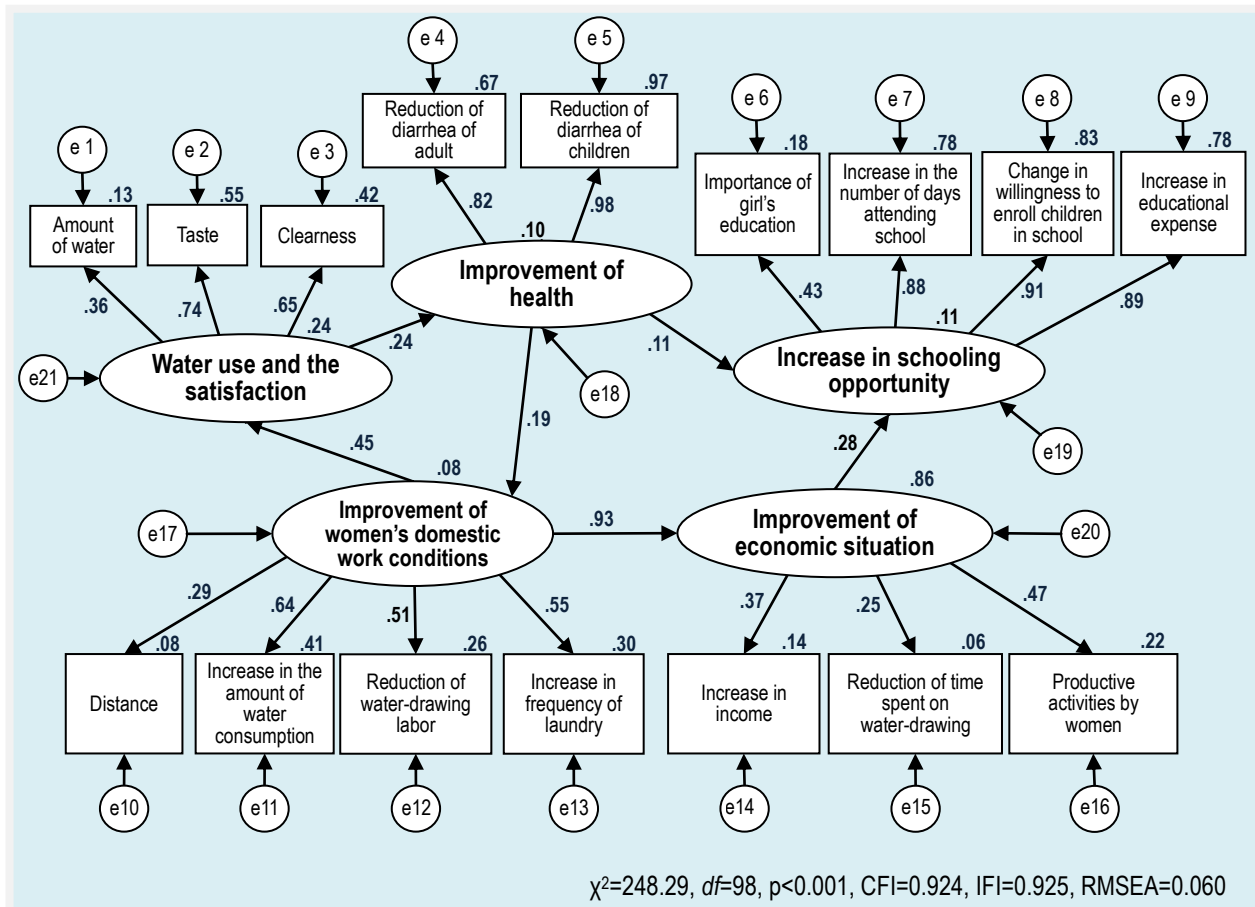 e 4
e 5
.67
.97
Reduction of
diarrhea of
adult
Reduction of
diarrhea of
children
e 6
e 7
e 8
e 9
.18
.78
.83
.78
Importance of
girl's
education
Increase in the
number of days
attending
school
Change in
willingness to
enroll children
in school
Increase in
educational
expense
e 1
e 2
e 3
.13
.55
.42
Amount
of water
Taste
Clearness
.82
.98
.10
Improvement of
health
.36
.74
.65
.24
.24
.43
.88
.91
.89
.11
.11
e21
Water use and the
satisfaction
Increase in schooling
opportunity
e18
e19
.19
.45
.28
.08
.86
e17
Improvement of
women's domestic
work conditions
.93
Improvement of
economic situation
e20
.29
.64
.51
.55
.37
.25
.47
.08
.41
.26
.30
.14
.06
.22
Distance
Increase in the
amount of
water
consumption
Reduction of
water-drawing
labor
Increase in
frequency of
laundry
Increase in
income
Reduction of time
spent on
water-drawing
Productive
activities by
women
e10
e11
e12
e13
e14
e15
e16
χ²=248.29, df=98, p<0.001, CFI=0.924, IFI=0.925, RMSEA=0.060